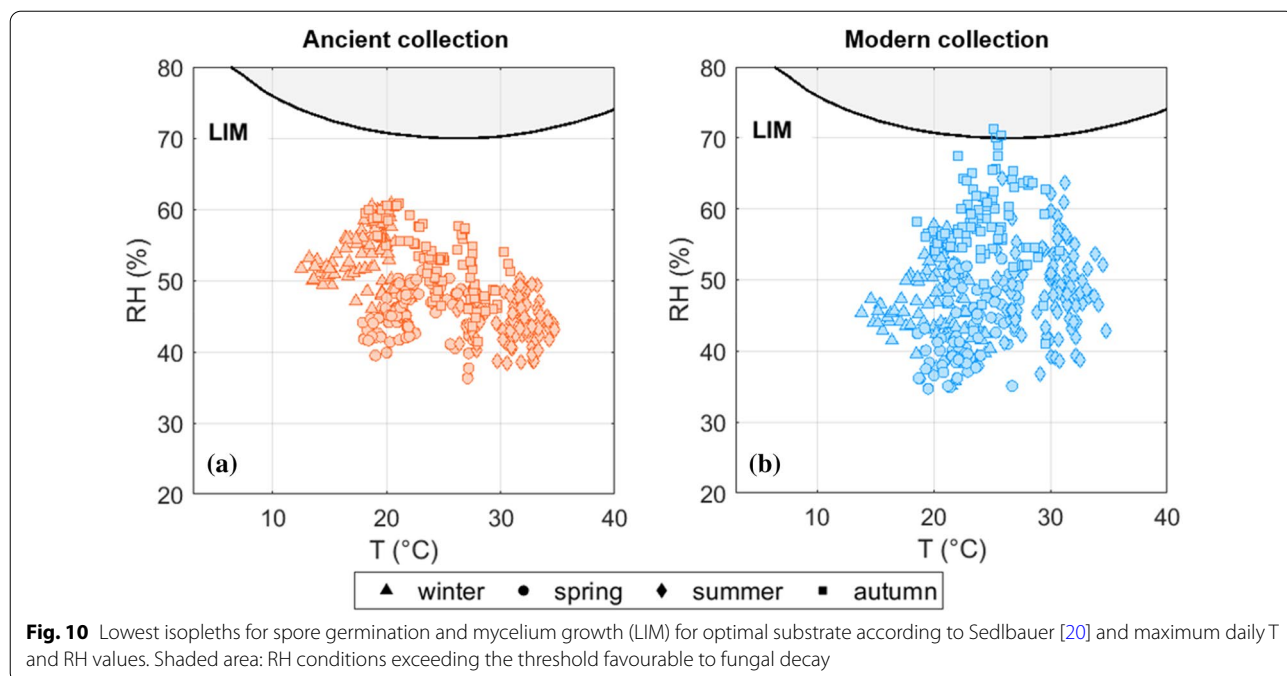 Ancient collection
80
70
60
50
40
30
20
RH (%)
LIM
(a)
10 20 30 40
T (°C)
Modern collection
80
70
60
50
40
30
20
RH (%)
LIM
(b)
10 20 30 40
T (°C)
winter spring summer autumn
Fig. 10 Lowest isopleths for spore germination and mycelium growth (LIM) for optimal substrate according to Sedlbauer [20] and maximum daily T
and RH values. Shaded area: RH conditions exceeding the threshold favourable to fungal decay